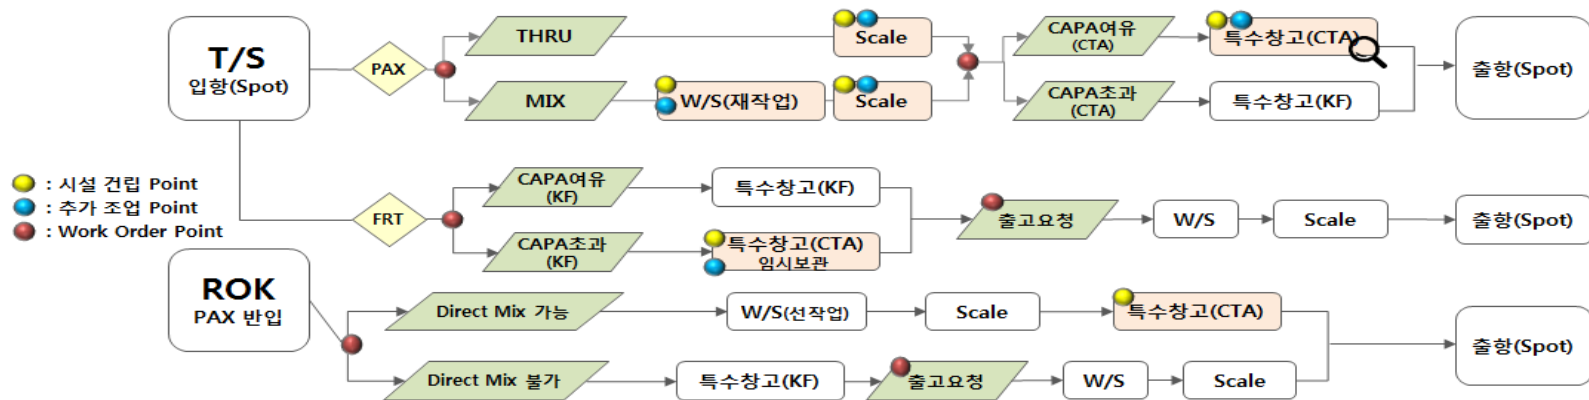 T/S
입항(Spot)
PAX
THRU
Scale
MIX
W/S(재작업)
Scale
CAPA여유
(CTA)
특수창고(CTA)
CAPA초과
(CTA)
특수창고(KF)
출항(Spot)
: 시설 건립 Point
: 추가 조업 Point
: Work Order Point
FRT
CAPA여유
(KF)
특수창고(KF)
CAPA초과
(KF)
특수창고(CTA)
임시보관
출고요청
W/S
Scale
출항(Spot)
ROK
PAX 반입
Direct Mix 가능
W/S(선작업)
Scale
특수창고(CTA)
Direct Mix 불가
특수창고(KF)
출고요청
W/S
Scale
출항(Spot)